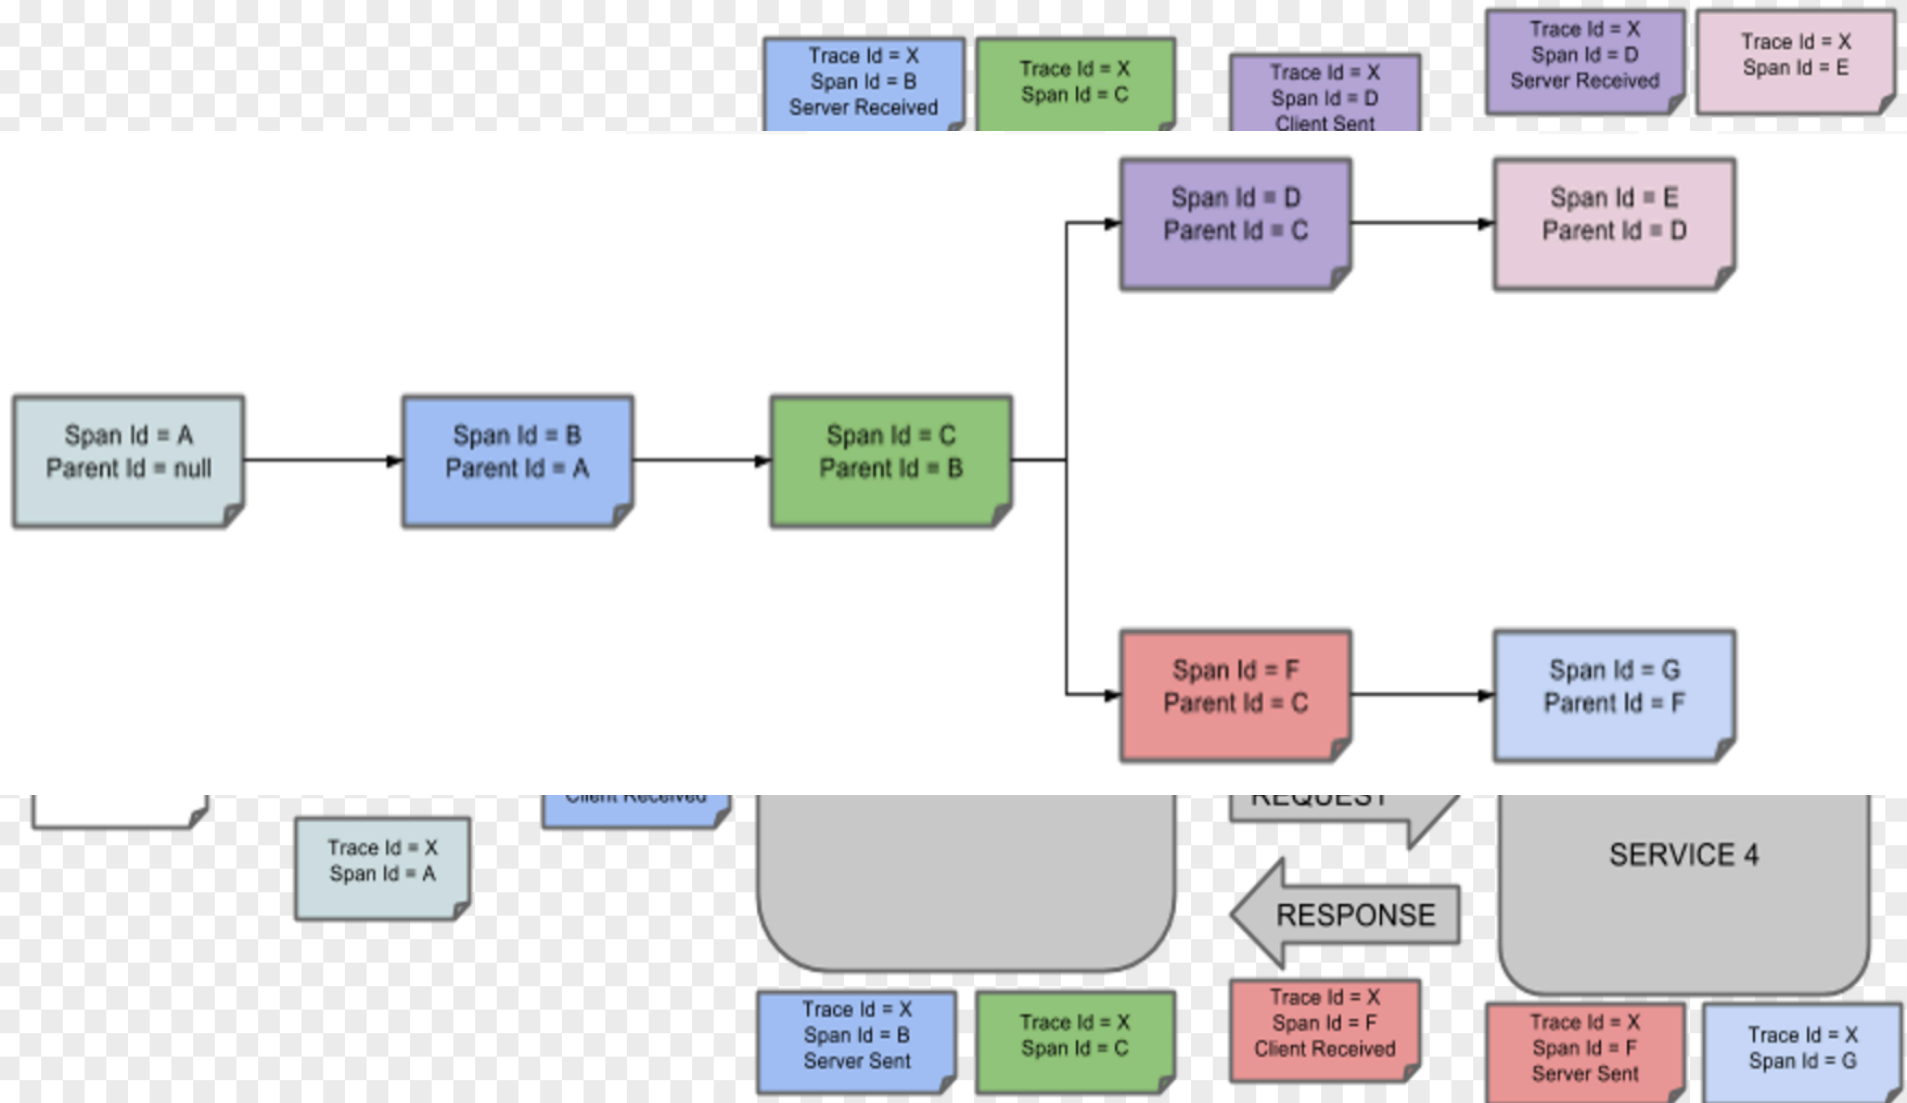 Trace Id = X
Span Id = B
Server Received
Trace Id = X
Span Id = C
Trace Id = X
Span Id = D
Client Sent
Trace Id = X
Span Id = D
Server Received
Trace Id = X
Span Id = E
Span Id = D
Parent Id = C
Span Id = E
Parent Id = D
Span Id = A
Parent Id = null
Span Id = B
Parent Id = A
Span Id = C
Parent Id = B
Span Id = F
Parent Id = C
Span Id = G
Parent Id = F
Client Received
REQUEST
Trace Id = X
Span Id = A
SERVICE 4
RESPONSE
Trace Id = X
Span Id = B
Server Sent
Trace Id = X
Span Id = C
Trace Id = X
Span Id = F
Client Received
Trace Id = X
Span Id = F
Server Sent
Trace Id = X
Span Id = G